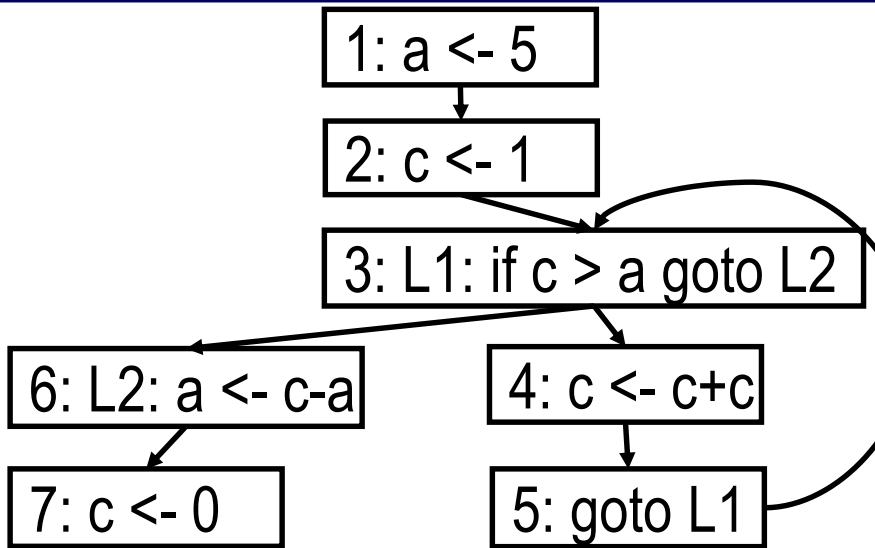 1: a <- 5
2: c <- 1
3: L1: if c > a goto L2
6: L2: a <- c-a
4: c <- c+c
7: c <- 0
5: goto L1